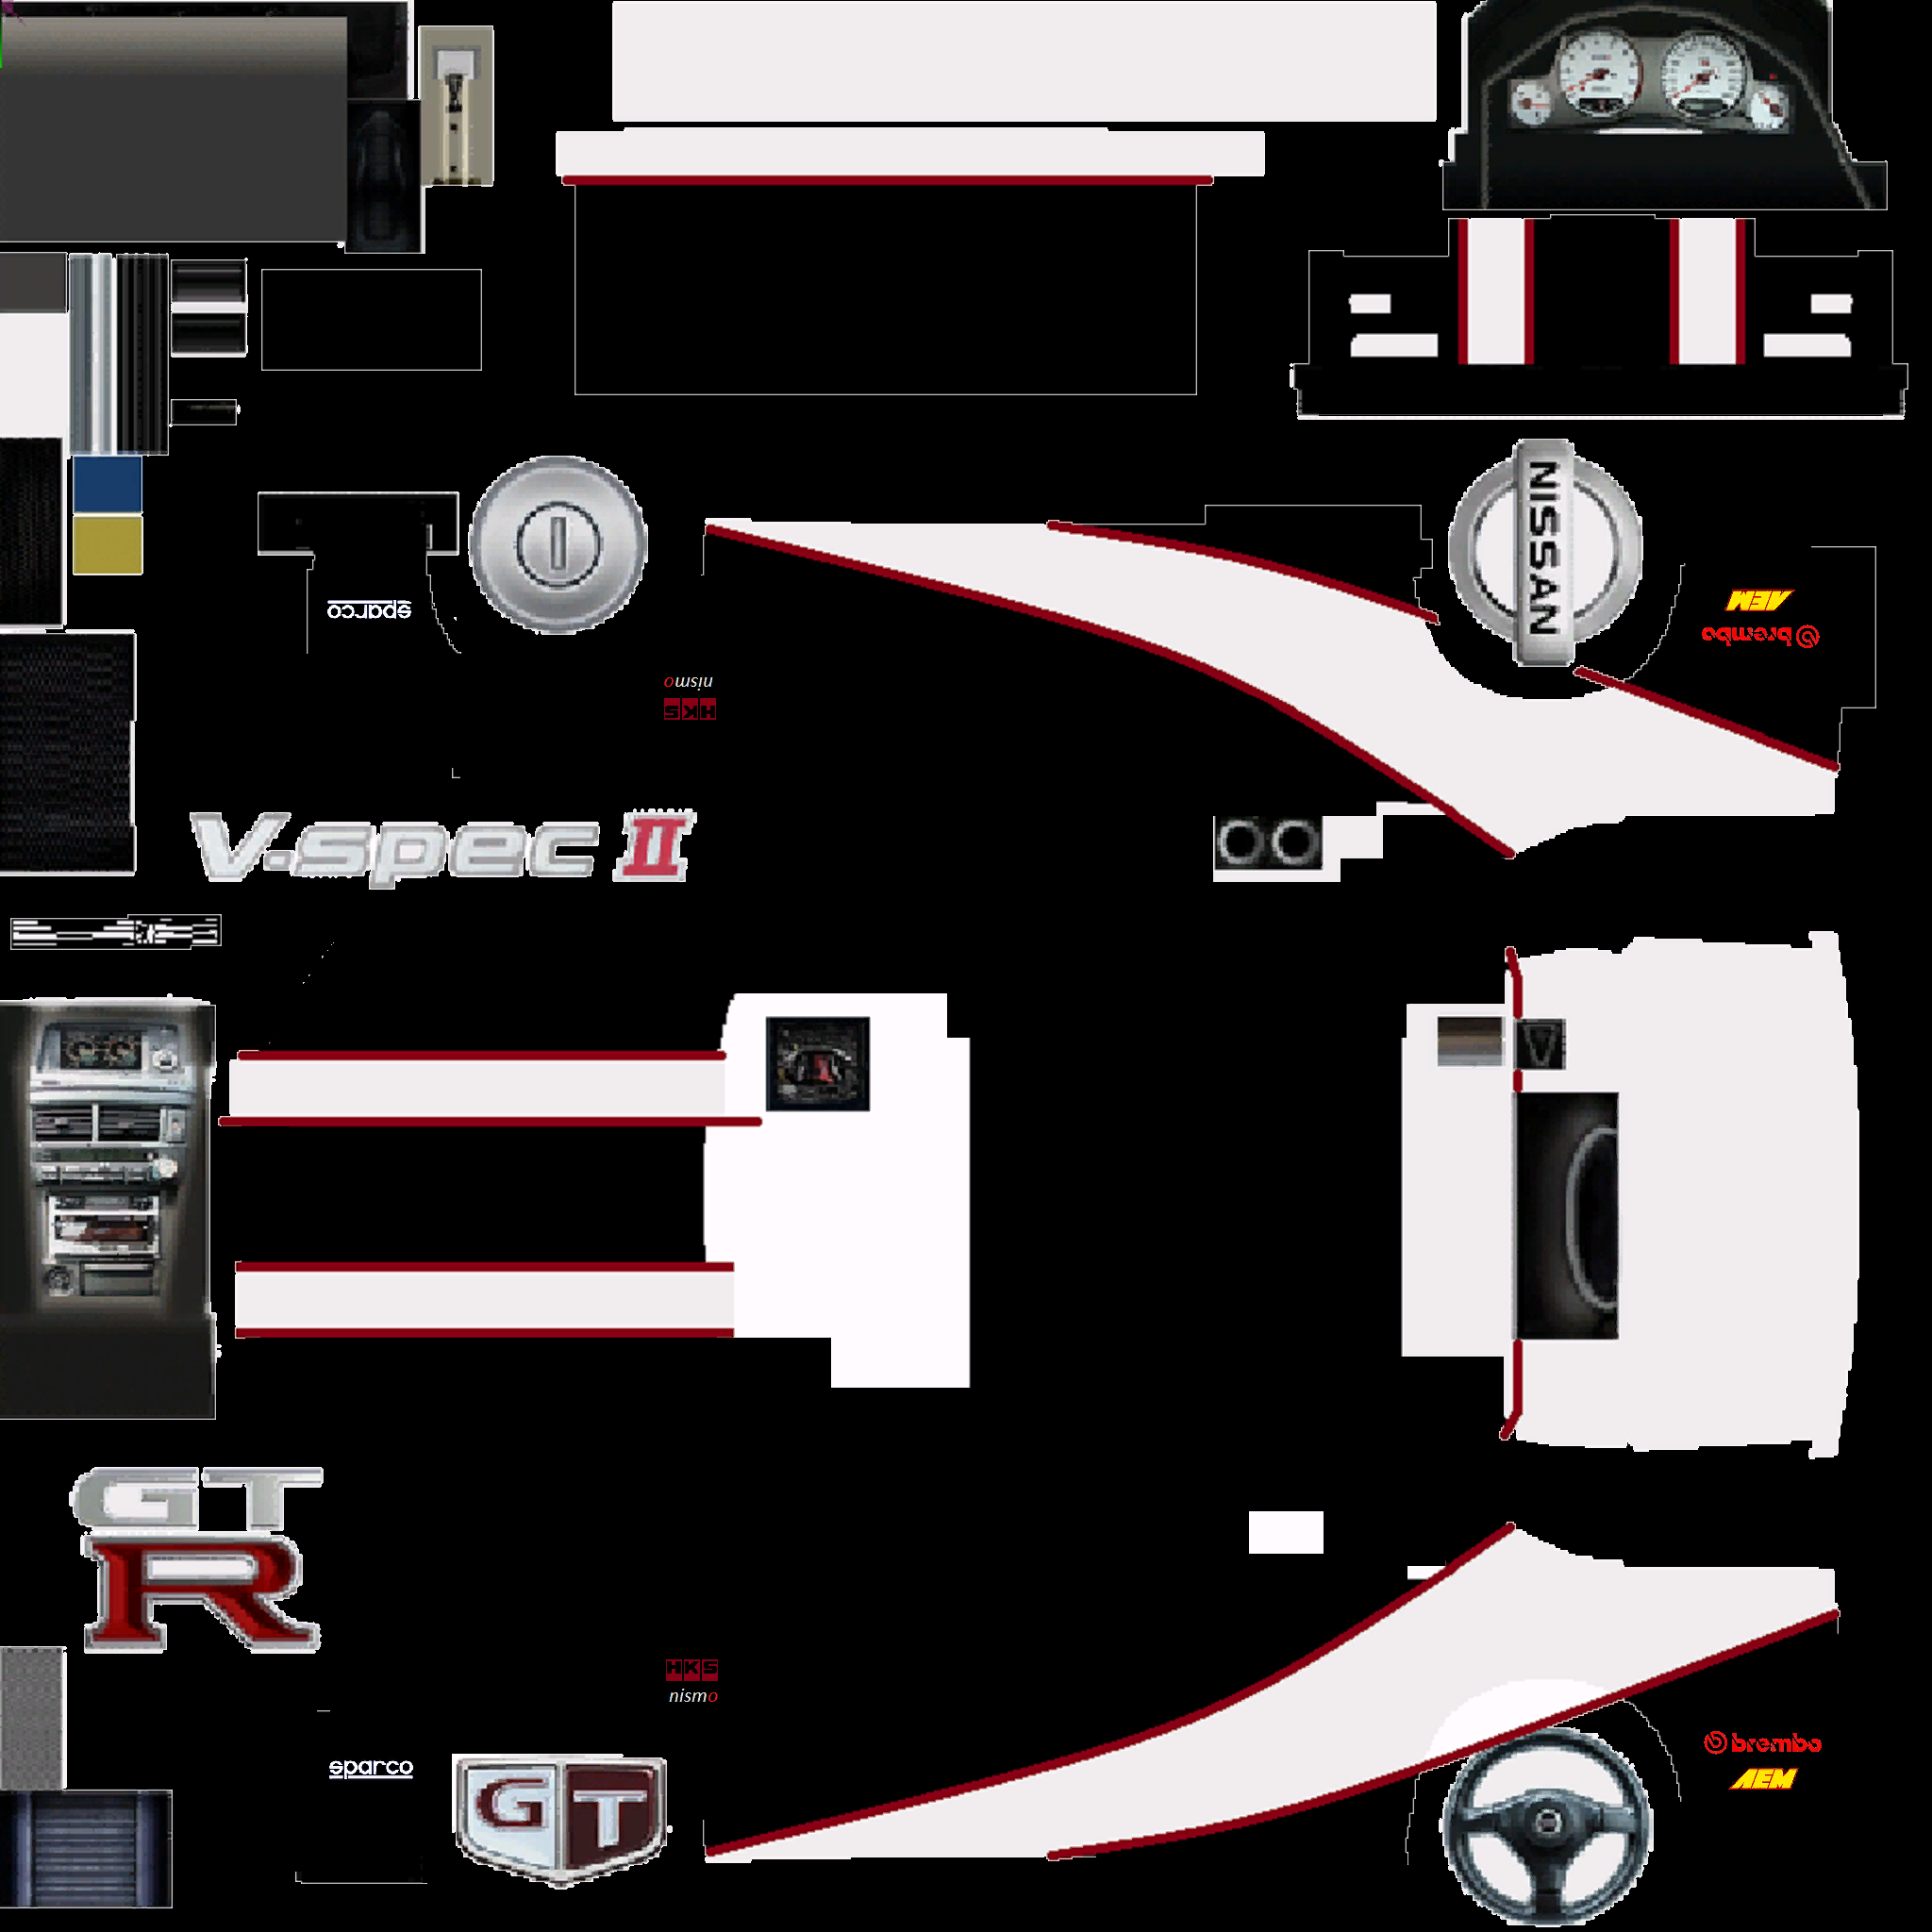 NISSAN
sparco
AEM
brembo
nismo
HKS
V·spec II
GT
R
HKS
nismo
sparco
GT
brembo
AEM